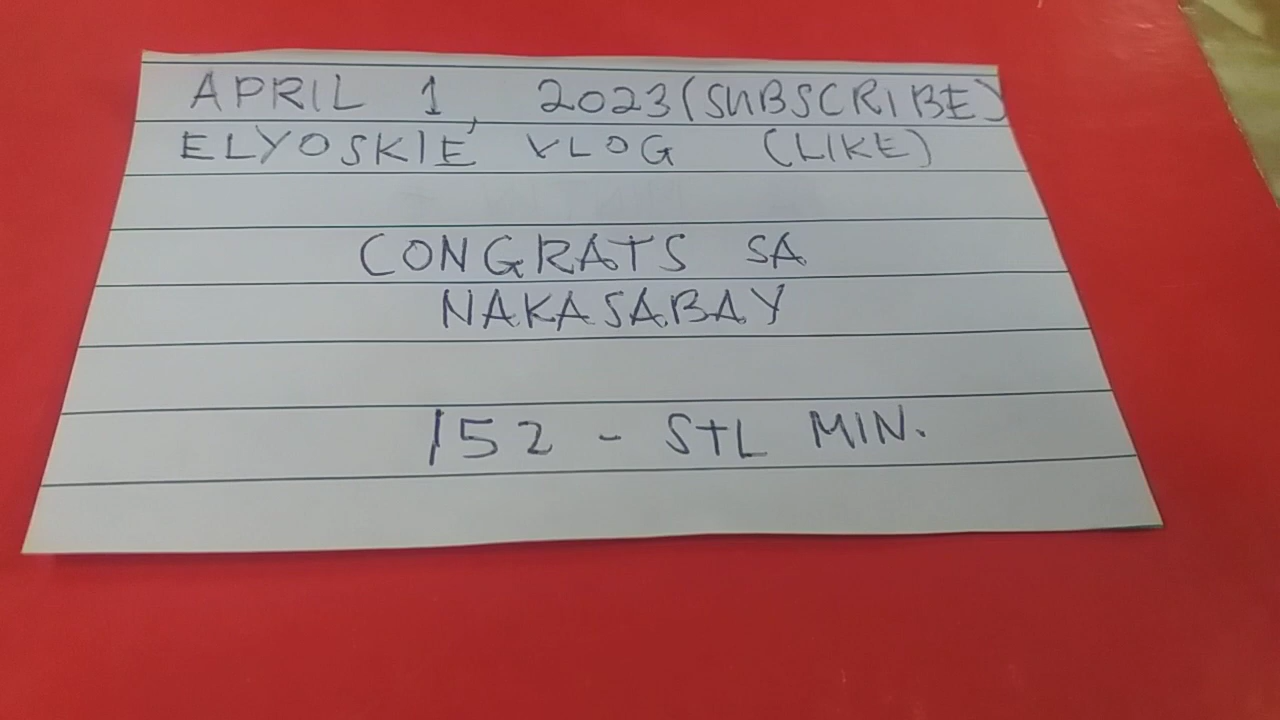 APRIL 1, 2023 (SUBSCRIBE)
ELYOSKIE VLOG (LIKE)
CONGRATS SA
NAKASABAY
152 - STL MIN.